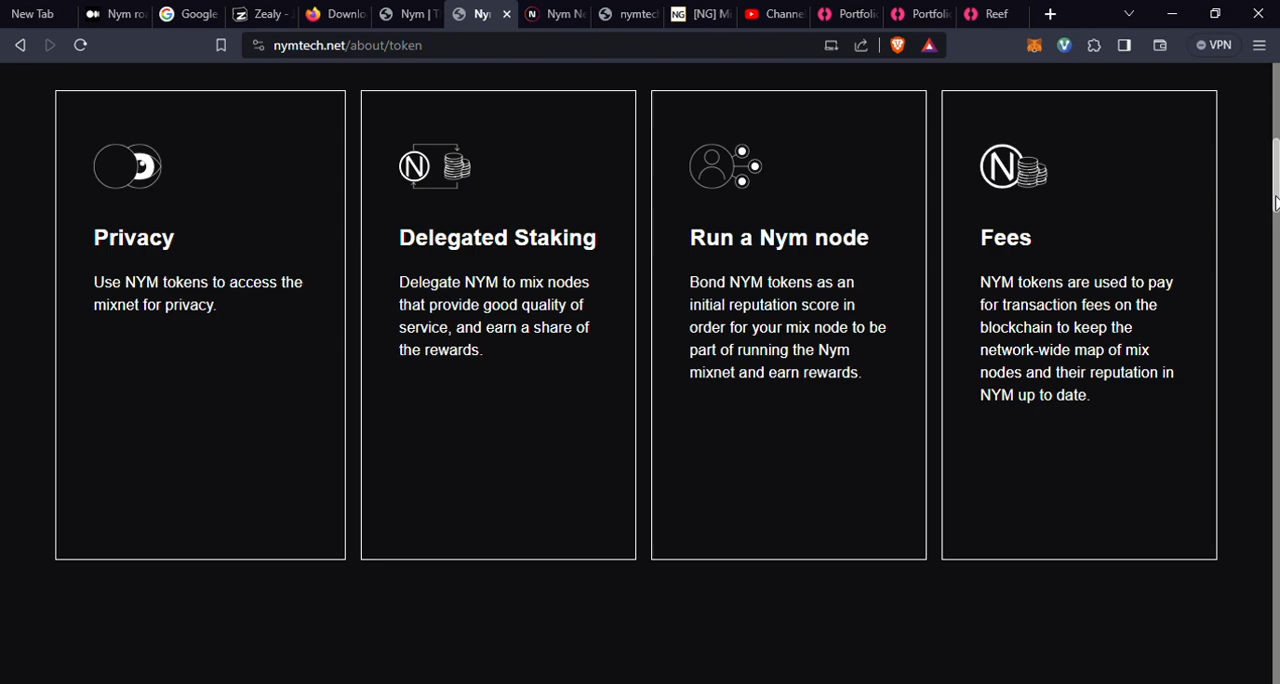 New Tab
Nym ro
Google
Zealy -
Downlo
Nym | T
Nyr
Nym Ne
nymtec
NG
[NG] Mi
Channe
Portfoli
Portfoli
Reef
nymtech.net/about/token
VPN
Privacy
Use NYM tokens to access the
mixnet for privacy.
N
Delegated Staking
Delegate NYM to mix nodes
that provide good quality of
service, and earn a share of
the rewards.
Run a Nym node
Bond NYM tokens as an
initial reputation score in
order for your mix node to be
part of running the Nym
mixnet and earn rewards.
N
Fees
NYM tokens are used to pay
for transaction fees on the
blockchain to keep the
network-wide map of mix
nodes and their reputation in
NYM up to date.